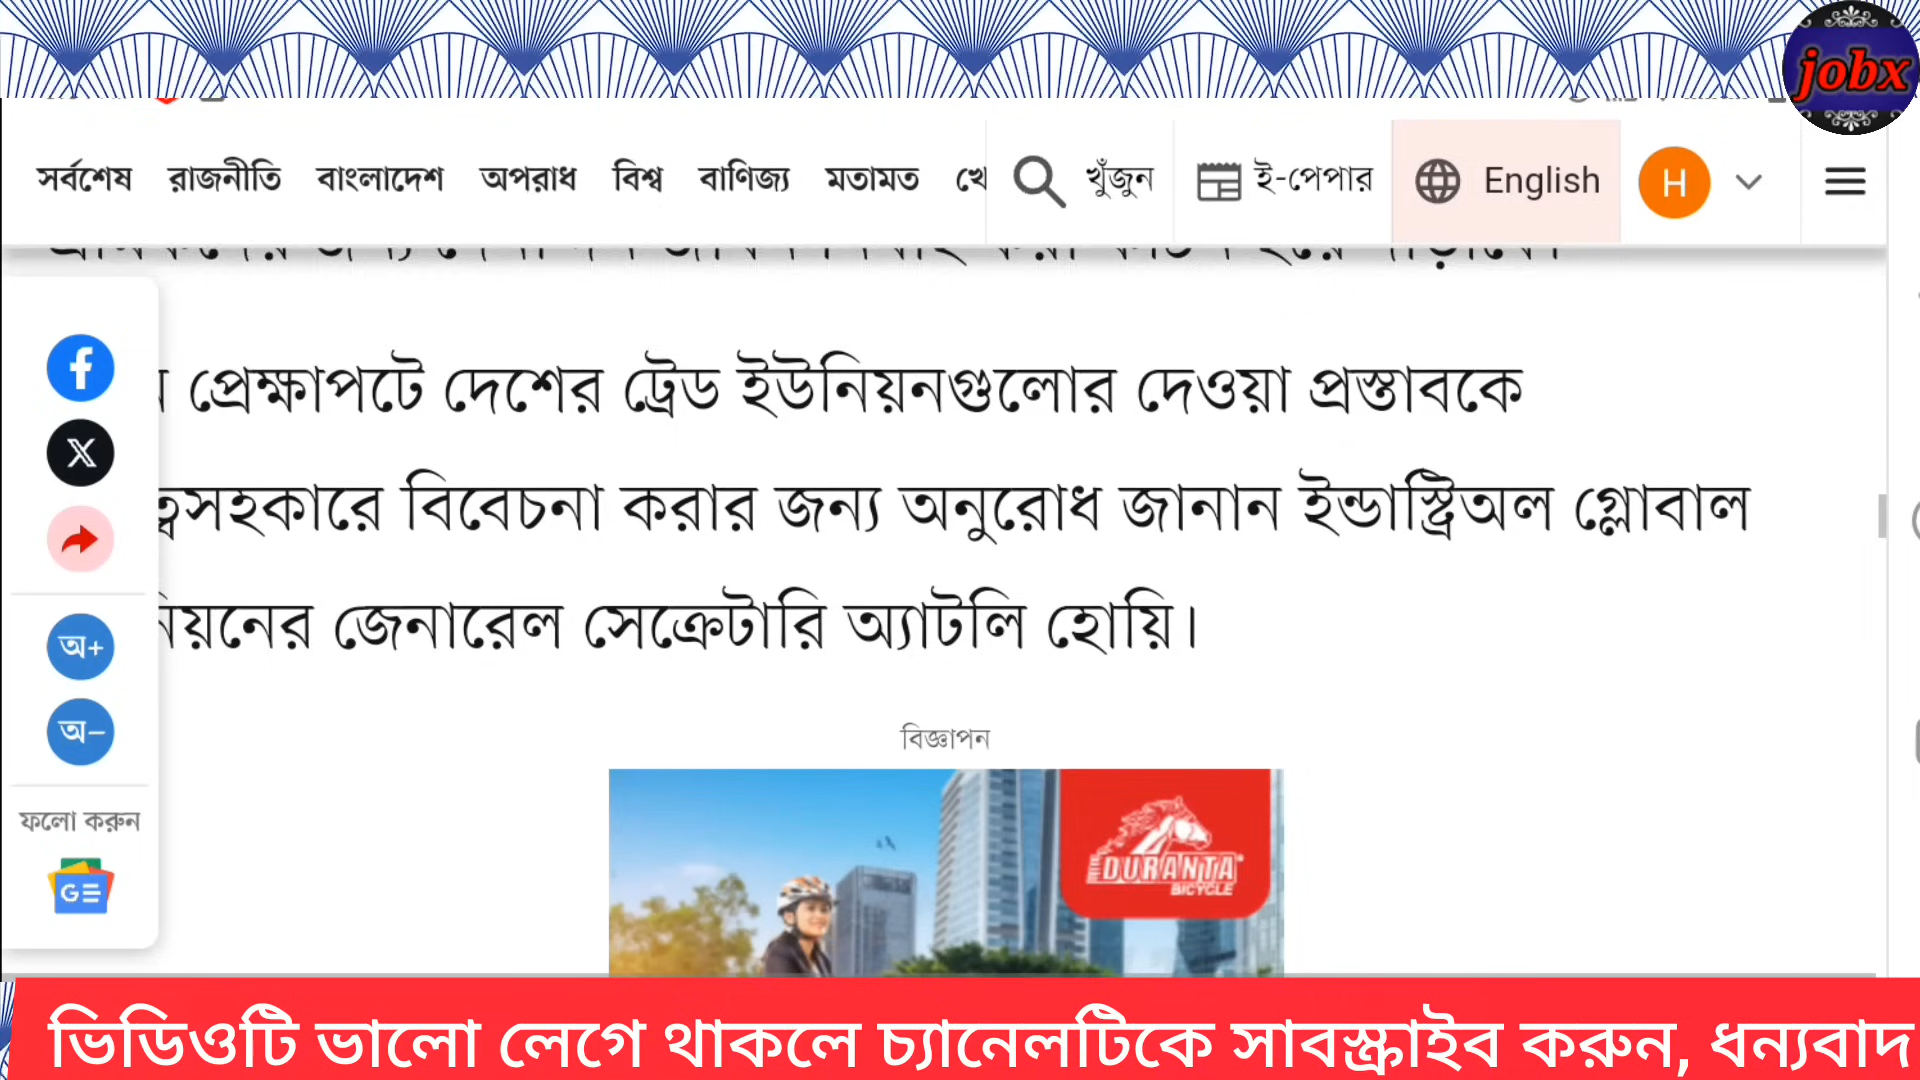 jobx
সর্বশেষ রাজনীতি বাংলাদেশ অপরাধ বিশ্ব বাণিজ্য মতামত খে খুঁজুন ই-পেপার English H
প্রেক্ষাপটে দেশের ট্রেড ইউনিয়নগুলোর দেওয়া প্রস্তাবকে
ত্বসহকারে বিবেচনা করার জন্য অনুরোধ জানান ইন্ডাস্ট্রিঅল গ্লোবাল
নিয়নের জেনারেল সেক্রেটারি অ্যাটলি হোয়ি।
অ+
অ−
ফলো করুন
বিজ্ঞাপন
DURANTA
BICYCLE
ভিডিওটি ভালো লেগে থাকলে চ্যানেলটিকে সাবস্ক্রাইব করুন, ধন্যবাদ